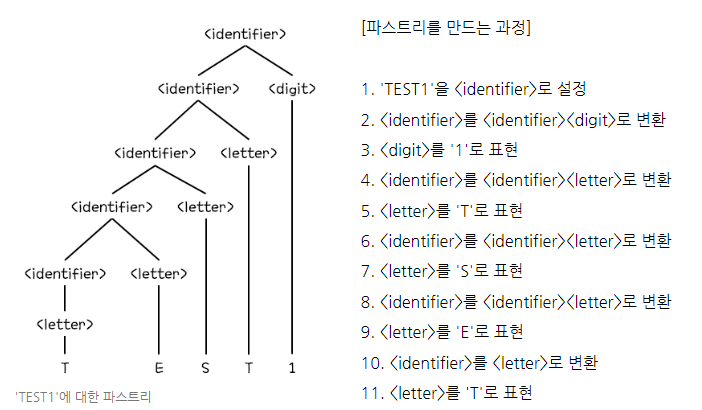 <identifier>
<identifier> <digit>
<identifier> <letter>
<identifier> <letter>
<identifier> <letter>
<letter>
T E S T 1
'TEST1'에 대한 파스트리
[파스트리를 만드는 과정]
1. 'TEST1'을 <identifier>로 설정
2. <identifier>를 <identifier><digit>로 변환
3. <digit>를 '1'로 표현
4. <identifier>를 <identifier><letter>로 변환
5. <letter>를 'T'로 표현
6. <identifier>를 <identifier><letter>로 변환
7. <letter>를 'S'로 표현
8. <identifier>를 <identifier><letter>로 변환
9. <letter>를 'E'로 표현
10. <identifier>를 <letter>로 변환
11. <letter>를 'T'로 표현